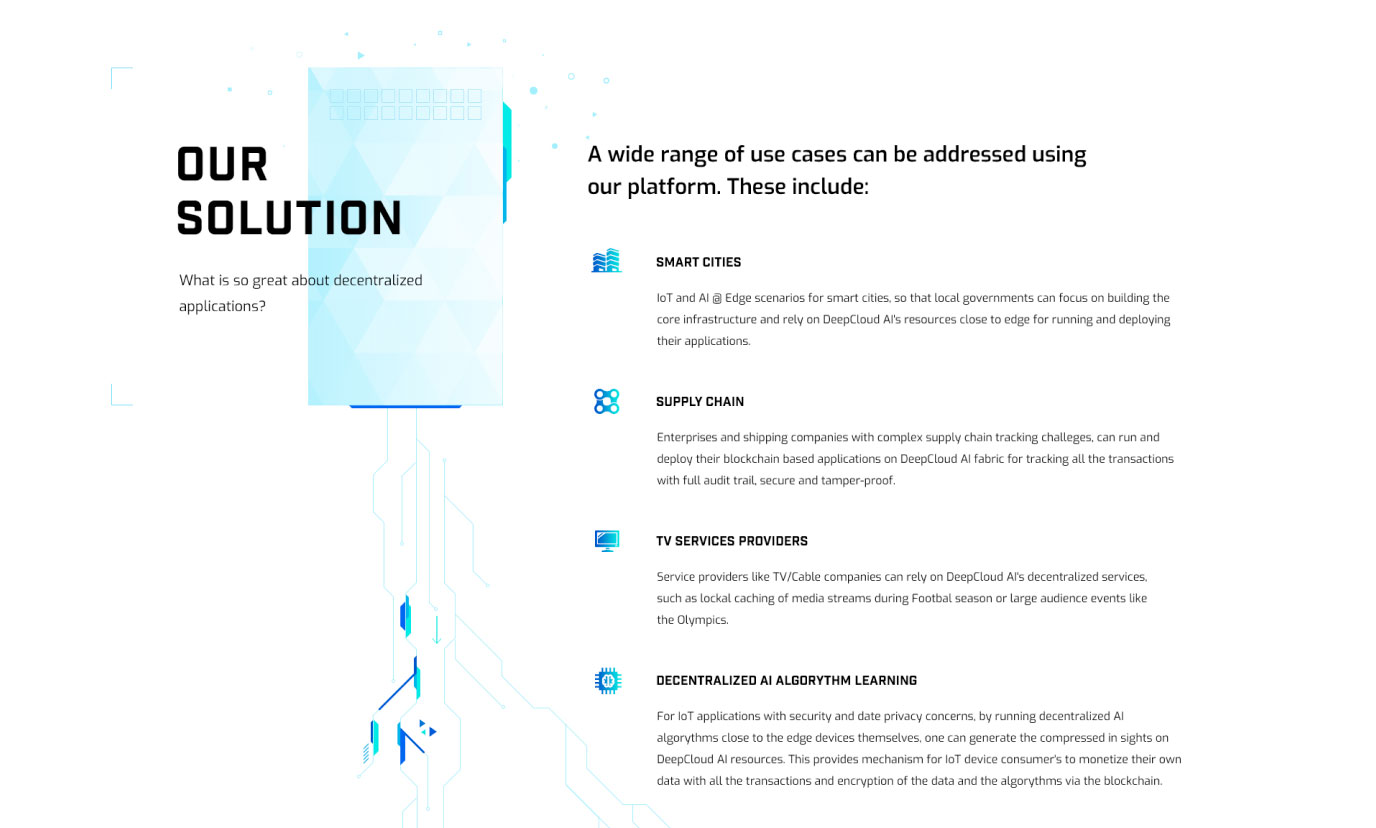 OUR
SOLUTION
What is so great about decentralized
applications?
A wide range of use cases can be addressed using
our platform. These include:
SMART CITIES
IoT and AI @ Edge scenarios for smart cities, so that local governments can focus on building the
core infrastructure and rely on DeepCloud AI's resources close to edge for running and deploying
their applications.
SUPPLY CHAIN
Enterprises and shipping companies with complex supply chain tracking challeges, can run and
deploy their blockchain based applications on DeepCloud AI fabric for tracking all the transactions
with full audit trail, secure and tamper-proof.
TV SERVICES PROVIDERS
Service providers like TV/Cable companies can rely on DeepCloud AI's decentralized services,
such as lockal caching of media streams during Footbal season or large audience events like
the Olympics.
DECENTRALIZED AI ALGORYTHM LEARNING
For IoT applications with security and date privacy concerns, by running decentralized AI
algorythms close to the edge devices themselves, one can generate the compressed in sights on
DeepCloud AI resources. This provides mechanism for IoT device consumer's to monetize their own
data with all the transactions and encryption of the data and the algorythms via the blockchain.